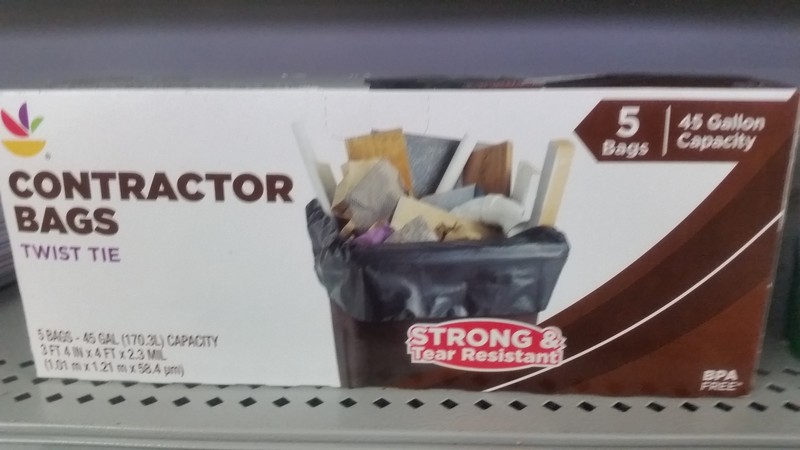 CONTRACTOR
BAGS
TWIST TIE
5 BAGS - 45 GAL (170.3L) CAPACITY
3 FT 4 IN x 4 FT x 2.3 MIL
(1.01 m x 1.21 m x 58.4 µm)
5
Bags
45 Gallon
Capacity
STRONG &
Tear Resistant!
BPA
FREE*